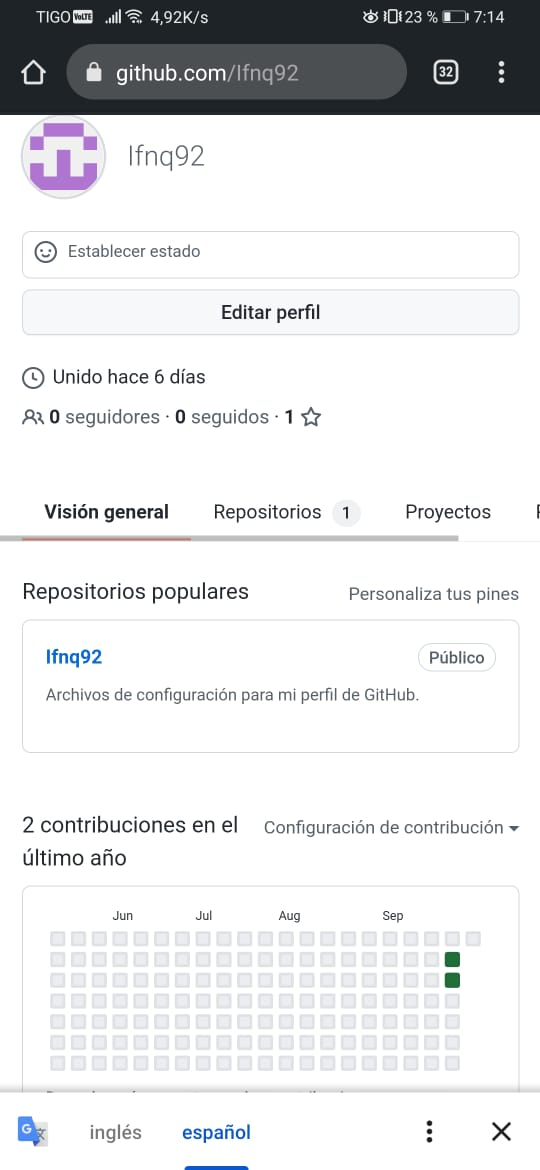 TIGO VoLTE 4,92K/s 23 % 7:14
github.com/lfnq92 32
lfnq92
Establecer estado
Editar perfil
Unido hace 6 días
0 seguidores · 0 seguidos · 1
Visión general Repositorios 1 Proyectos
Repositorios populares Personaliza tus pines
lfnq92 Público
Archivos de configuración para mi perfil de GitHub.
2 contribuciones en el último año Configuración de contribución
Jun Jul Aug Sep
G 文 inglés español